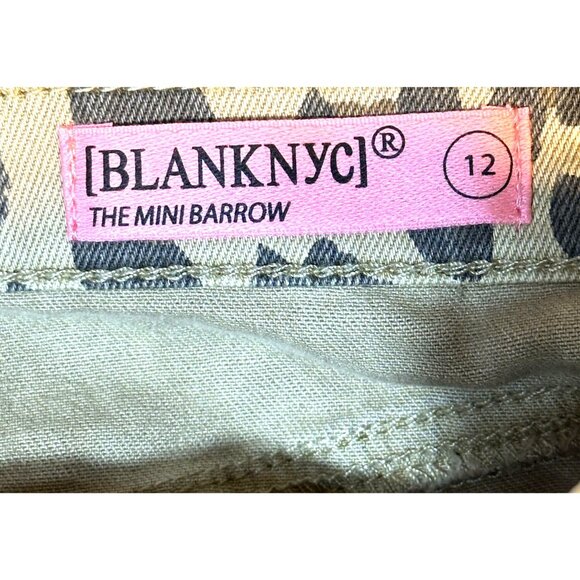 [BLANKNYC]®
12
THE MINI BARROW